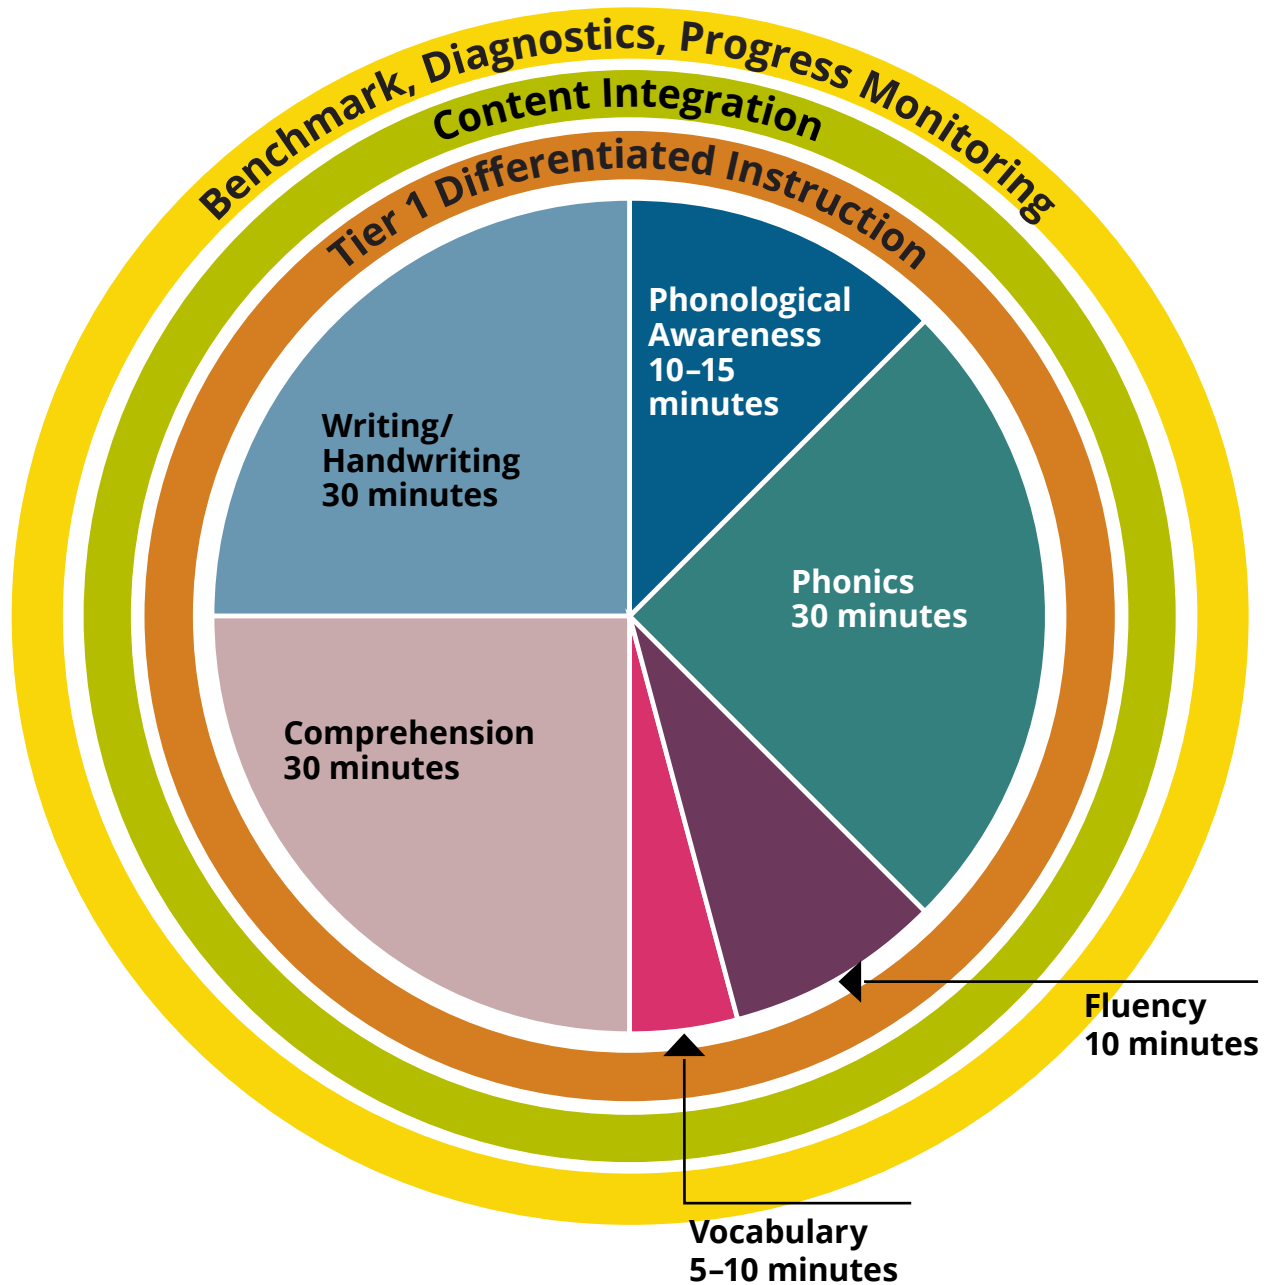 Benchmark, Diagnostics, Progress Monitoring
Content Integration
Tier 1 Differentiated Instruction
Phonological
Awareness
10–15
minutes
Phonics
30 minutes
Writing/
Handwriting
30 minutes
Comprehension
30 minutes
Fluency
10 minutes
Vocabulary
5–10 minutes